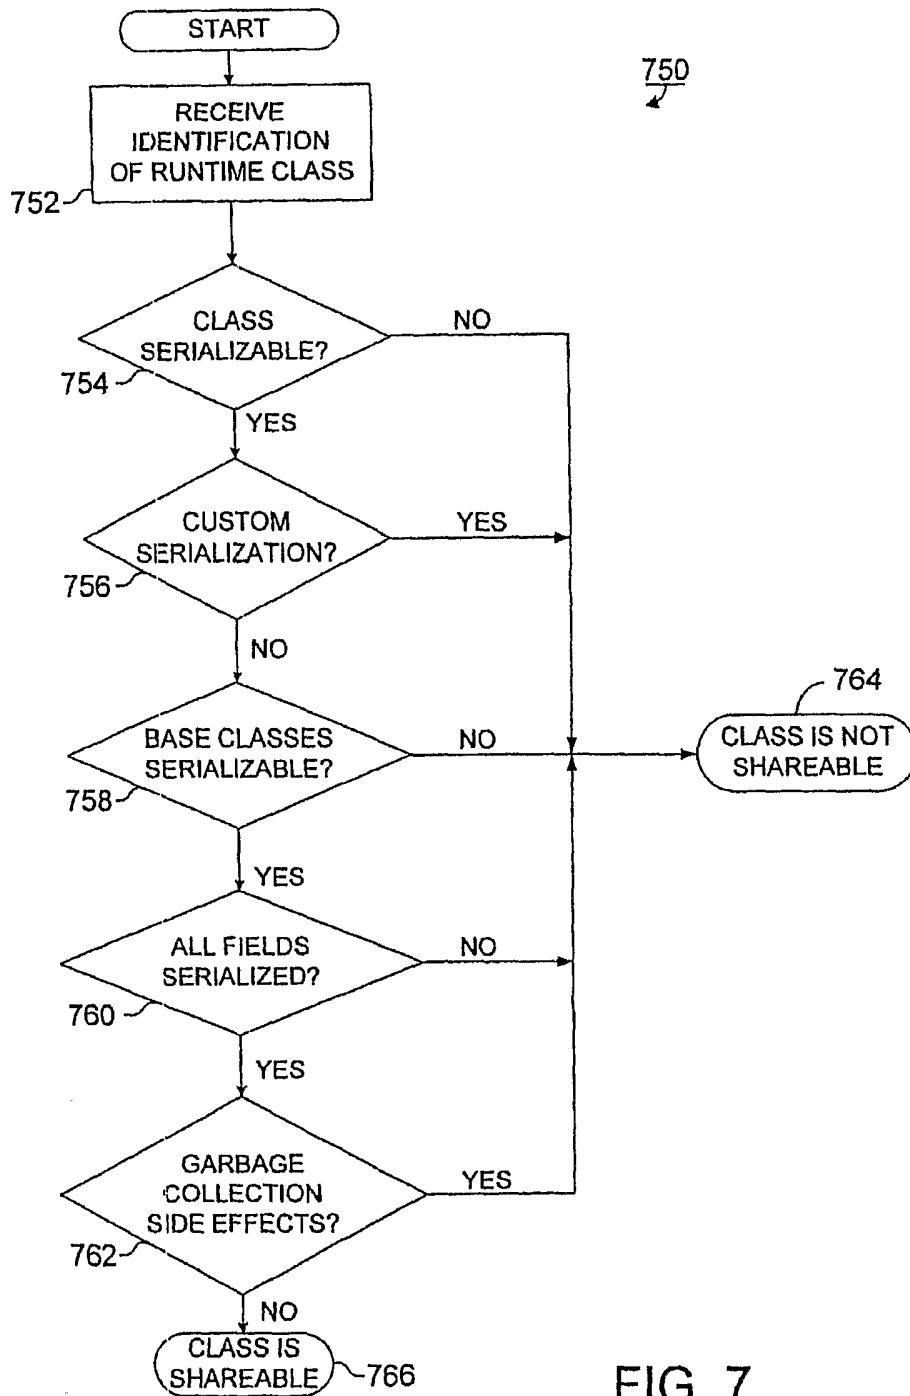 START
750
RECEIVE
IDENTIFICATION
OF RUNTIME CLASS
752
CLASS
SERIALIZABLE?
NO
754
YES
CUSTOM
SERIALIZATION?
YES
756
NO
764
BASE CLASSES
SERIALIZABLE?
NO
CLASS IS NOT
SHAREABLE
758
YES
ALL FIELDS
SERIALIZED?
NO
760
YES
GARBAGE
COLLECTION
SIDE EFFECTS?
YES
762
NO
CLASS IS
SHAREABLE
766
FIG. 7